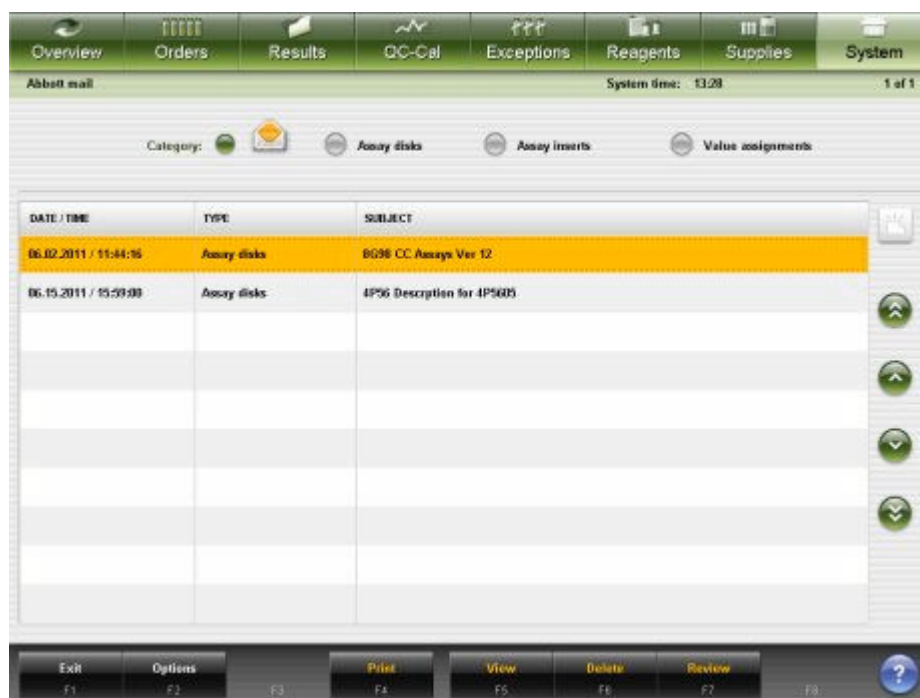 Overview Orders Results QC-Cal Exceptions Reagents Supplies System
Abbott mail System time: 13:28 1 of 1
Category: Assay disks Assay inserts Value assignments
DATE / TIME TYPE SUBJECT
06.02.2011 / 11:44:16 Assay disks 8G98 CC Assays Ver 12
06.15.2011 / 15:59:00 Assay disks 4P56 Descrption for 4P5605
Exit Options Print View Delete Review
F1 F2 F3 F4 F5 F6 F7 F8
?